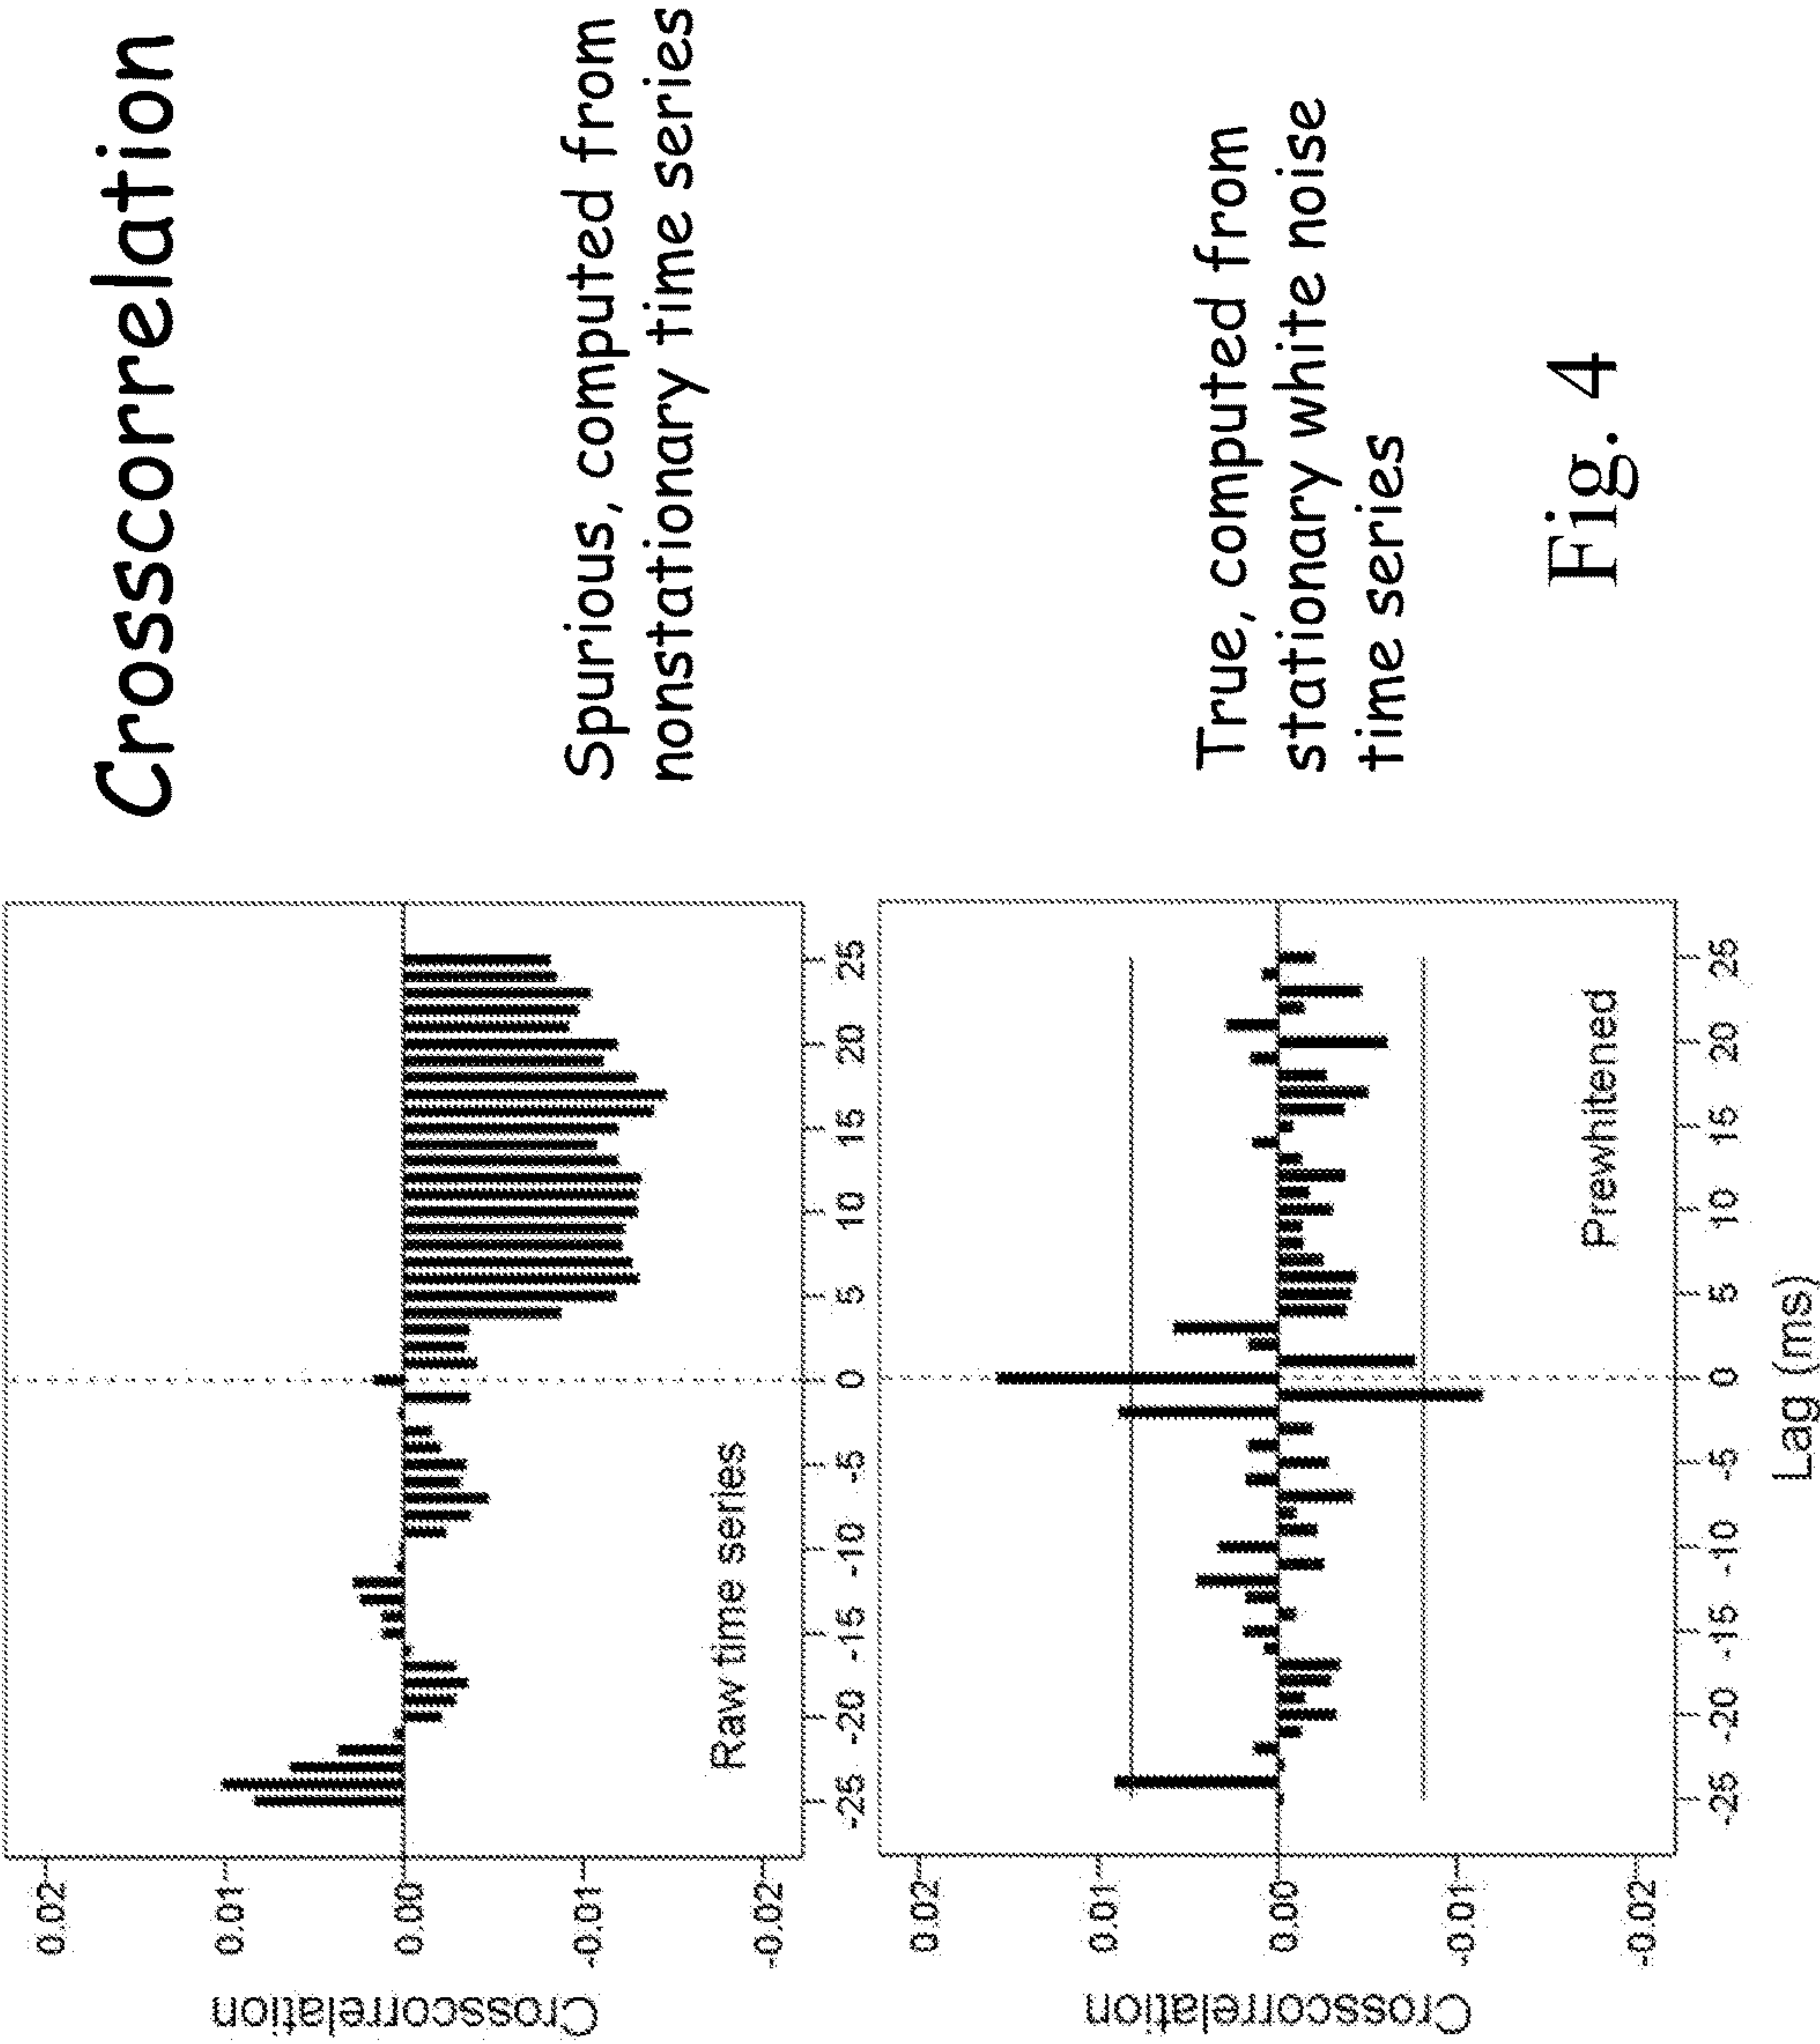 Crosscorrelation
Crosscorrelation
0.02
0.01
0.00
-0.01
-0.02
Raw time series
-25 -20 -15 -10 -5 0 5 10 15 20 25
Spurious, computed from
nonstationary time series
Crosscorrelation
0.02
0.01
0.00
-0.01
-0.02
Prewhitened
-25 -20 -15 -10 -5 0 5 10 15 20 25
Lag (ms)
True, computed from
stationary white noise
time series
Fig. 4